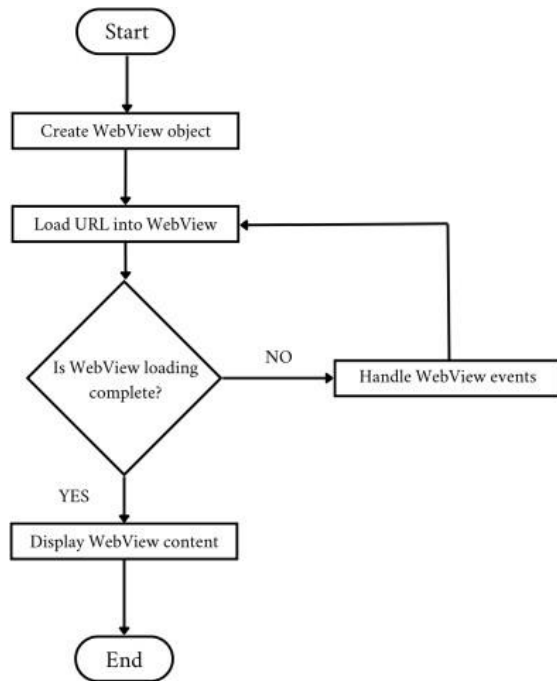 Start
Create WebView object
Load URL into WebView
Is WebView loading
complete?
NO
Handle WebView events
YES
Display WebView content
End